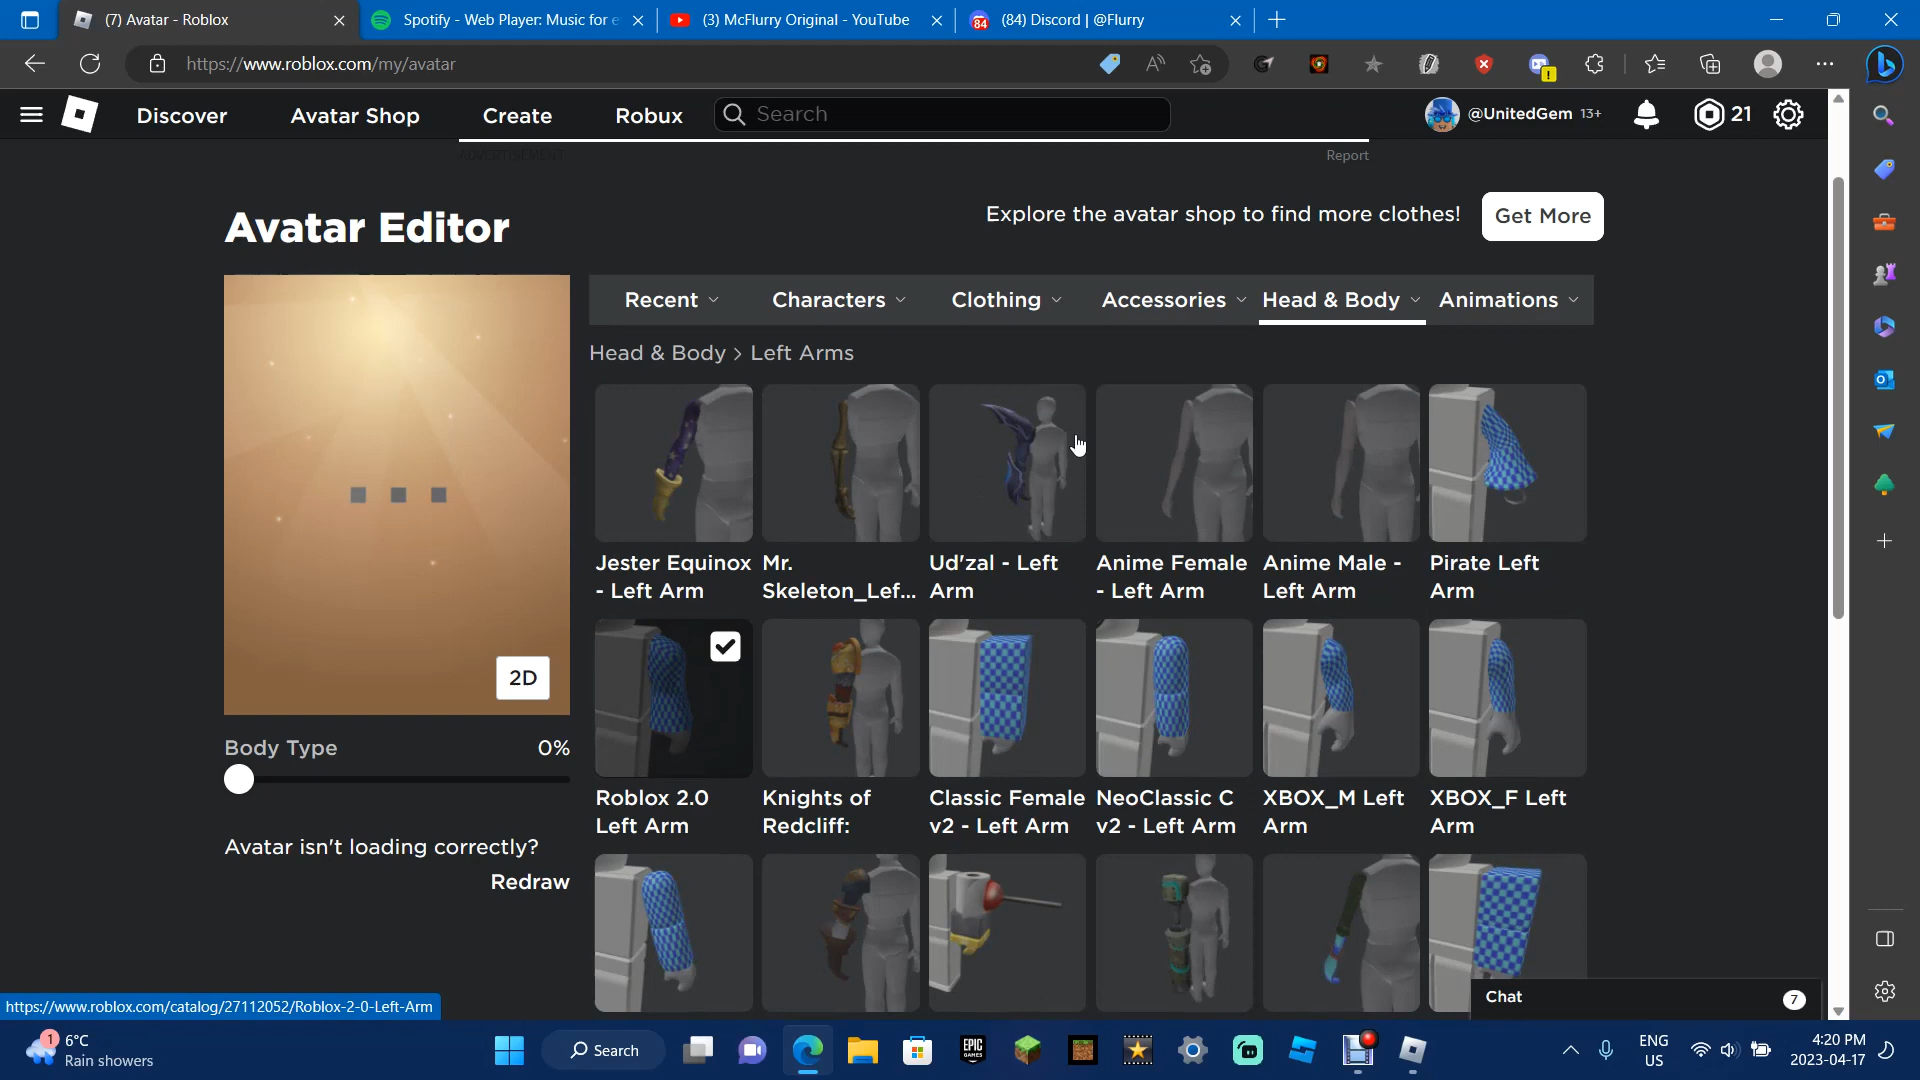 (7) Avatar - Roblox
Spotify - Web Player: Music for e
(3) McFlurry Original - YouTube
84
(84) Discord | @Flurry
https://www.roblox.com/my/avatar
Discover
Avatar Shop
Create
Robux
Search
@UnitedGem 13+
21
ADVERTISEMENT
Report
Avatar Editor
Explore the avatar shop to find more clothes!
Get More
Recent
Characters
Clothing
Accessories
Head & Body
Animations
Head & Body > Left Arms
Jester Equinox
- Left Arm
Mr.
Skeleton_Lef...
Ud'zal - Left
Arm
Anime Female
- Left Arm
Anime Male -
Left Arm
Pirate Left
Arm
2D
Body Type
0%
Roblox 2.0
Left Arm
Knights of
Redcliff:
Classic Female
v2 - Left Arm
NeoClassic C
v2 - Left Arm
XBOX_M Left
Arm
XBOX_F Left
Arm
Avatar isn't loading correctly?
Redraw
Chat
7
https://www.roblox.com/catalog/27112052/Roblox-2-0-Left-Arm
1
6°C
Rain showers
Search
EPIC
GAMES
ENG
US
4:20 PM
2023-04-17